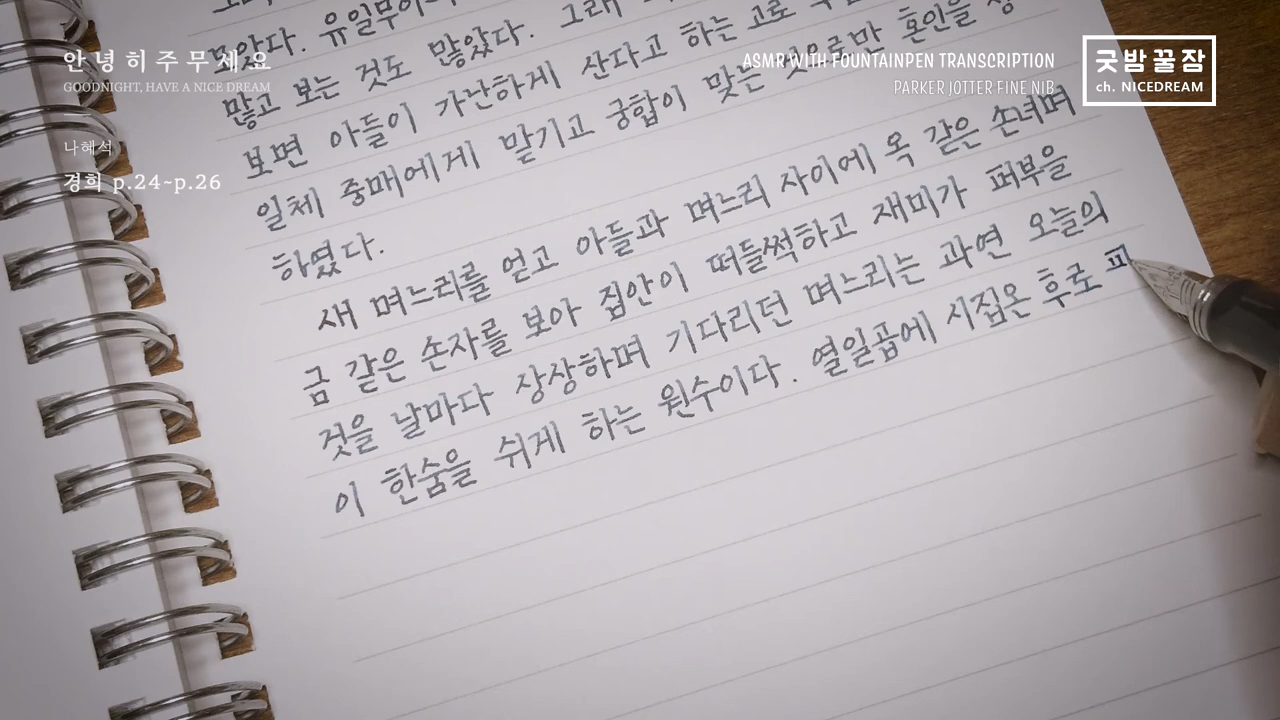 안녕히주무세요
GOODNIGHT, HAVE A NICE DREAM
나혜석
경희 p.24~p.26
ASMR WITH FOUNTAINPEN TRANSCRIPTION
PARKER JOTTER FINE NIB
굿밤꿀잠
ch. NICEDREAM
유일무이
많고 보는 것도 많았다. 그래
보면 아들이 가난하게 산다고 하는 고로
일체 중매에게 맡기고 궁합이 맞는 것으로만 혼인을 정
하였다.
새 며느리를 얻고 아들과 며느리 사이에 옥 같은 손녀며
금 같은 손자를 보아 집안이 떠들썩하고 재미가 퍼부을
것을 날마다 상상하며 기다리던 며느리는 과연 오늘의
이 한숨을 쉬게 하는 원수이다. 열일곱에 시집온 후로 피